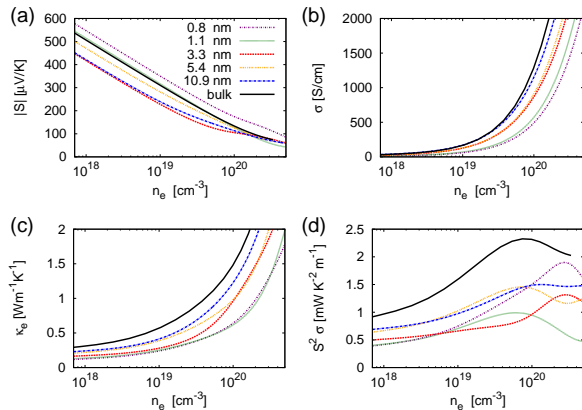 (a)
|S| [μV/K]
600
500
400
300
200
100
0
10^18 10^19 10^20
n_e [cm^-3]
0.8 nm
1.1 nm
3.3 nm
5.4 nm
10.9 nm
bulk
(b)
σ [S/cm]
2000
1500
1000
500
0
10^18 10^19 10^20
n_e [cm^-3]
(c)
κ_e [Wm^-1K^-1]
2
1.5
1
0.5
0
10^18 10^19 10^20
n_e [cm^-3]
(d)
S^2 σ [mW K^-2 m^-1]
2.5
2
1.5
1
0.5
0
10^18 10^19 10^20
n_e [cm^-3]